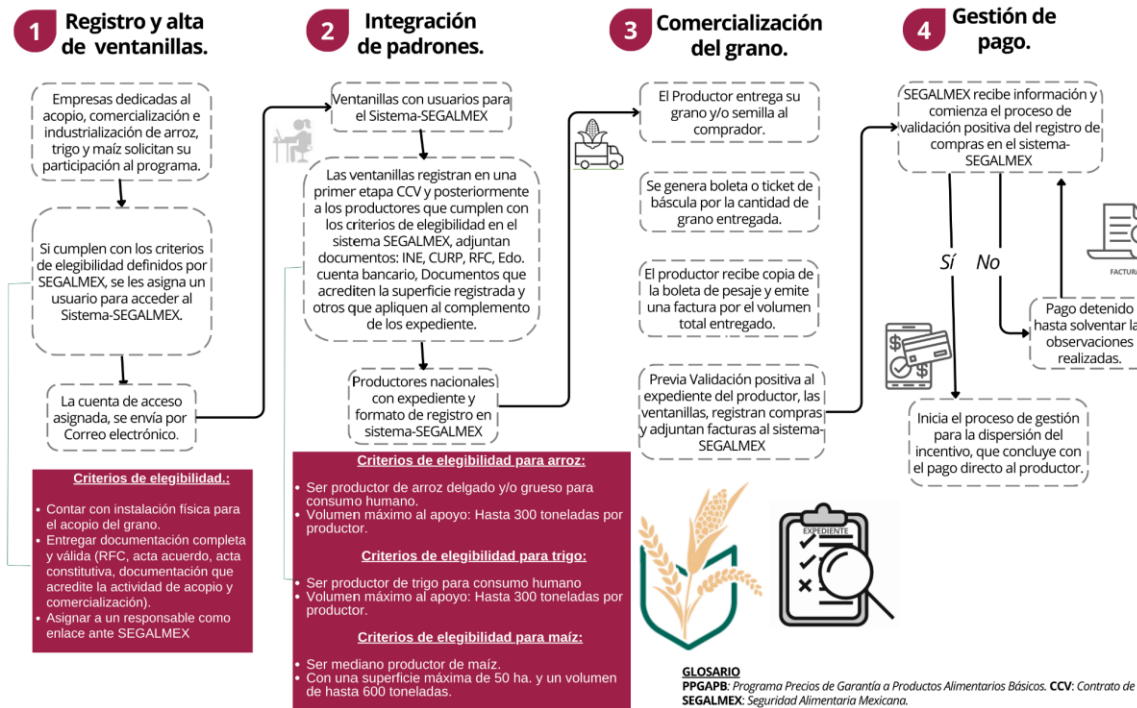 1
Registro y alta
de ventanillas.
Empresas dedicadas al
acopio, comercialización e
industrialización de arroz,
trigo y maíz solicitan su
participación al programa.
Si cumplen con los criterios
de elegibilidad definidos por
SEGALMEX, se les asigna un
usuario para acceder al
Sistema-SEGALMEX.
La cuenta de acceso
asignada, se envía por
Correo electrónico.
Criterios de elegibilidad.:
• Contar con instalación física para
el acopio del grano.
• Entregar documentación completa
y válida (RFC, acta acuerdo, acta
constitutiva, documentación que
acredite la actividad de acopio y
comercialización).
• Asignar a un responsable como
enlace ante SEGALMEX
2
Integración
de padrones.
Ventanillas con usuarios para
el Sistema-SEGALMEX
Las ventanillas registran en una
primer etapa CCV y posteriormente
a los productores que cumplen con
los criterios de elegibilidad en el
sistema SEGALMEX, adjuntan
documentos: INE, CURP, RFC, Edo.
cuenta bancario, Documentos que
acrediten la superficie registrada y
otros que apliquen al complemento
de los expediente.
Productores nacionales
con expediente y
formato de registro en
sistema-SEGALMEX
Criterios de elegibilidad para arroz:
• Ser productor de arroz delgado y/o grueso para
consumo humano.
• Volumen máximo al apoyo: Hasta 300 toneladas por
productor.
Criterios de elegibilidad para trigo:
• Ser productor de trigo para consumo humano
• Volumen máximo al apoyo: Hasta 300 toneladas por
productor.
Criterios de elegibilidad para maíz:
• Ser mediano productor de maíz.
• Con una superficie máxima de 50 ha. y un volumen
de hasta 600 toneladas.
3
Comercialización
del grano.
El Productor entrega su
grano y/o semilla al
comprador.
Se genera boleta o ticket de
báscula por la cantidad de
grano entregada.
El productor recibe copia de
la boleta de pesaje y emite
una factura por el volumen
total entregado.
Previa Validación positiva al
expediente del productor, las
ventanillas, registran compras
y adjuntan facturas al sistema-
SEGALMEX
EXPEDIENTE
4
Gestión de
pago.
SEGALMEX recibe información y
comienza el proceso de
validación positiva del registro de
compras en el sistema-
SEGALMEX
Sí
No
FACTURA
Pago detenido
hasta solventar la
observaciones
realizadas.
Inicia el proceso de gestión
para la dispersión del
incentivo, que concluye con
el pago directo al productor.
GLOSARIO
PPGAPB: Programa Precios de Garantía a Productos Alimentarios Básicos. CCV: Contrato de
SEGALMEX: Seguridad Alimentaria Mexicana.